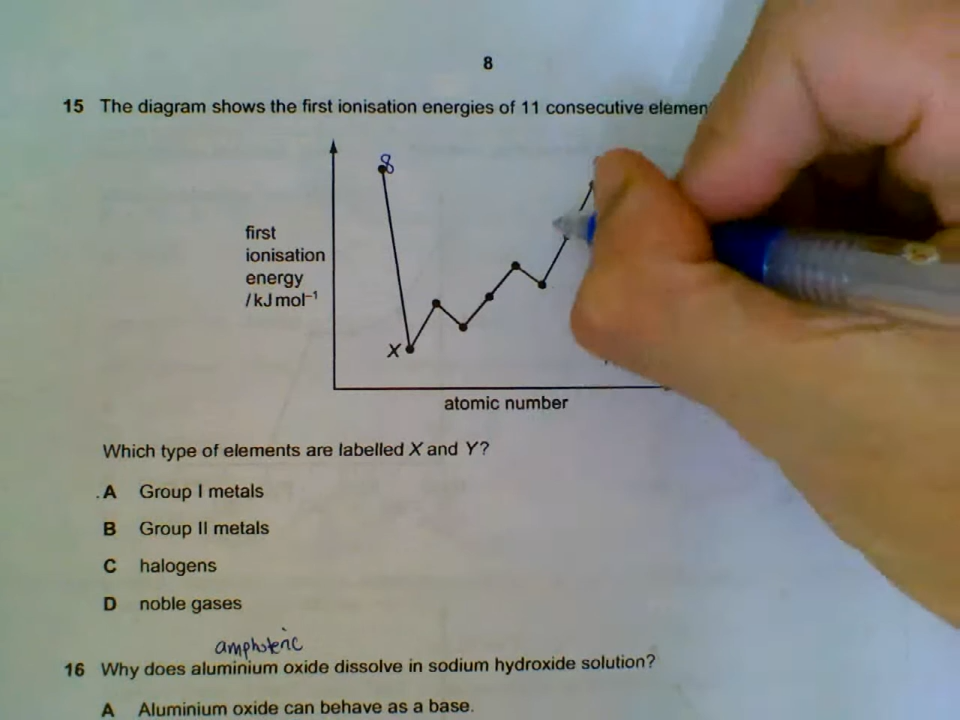 8
15 The diagram shows the first ionisation energies of 11 consecutive
8
first
ionisation
energy
/kJ mol⁻¹
X
atomic number
Which type of elements are labelled X and Y?
A Group I metals
B Group II metals
C halogens
D noble gases
amphoteric
16 Why does aluminium oxide dissolve in sodium hydroxide solution?
A Aluminium oxide can behave as a base.